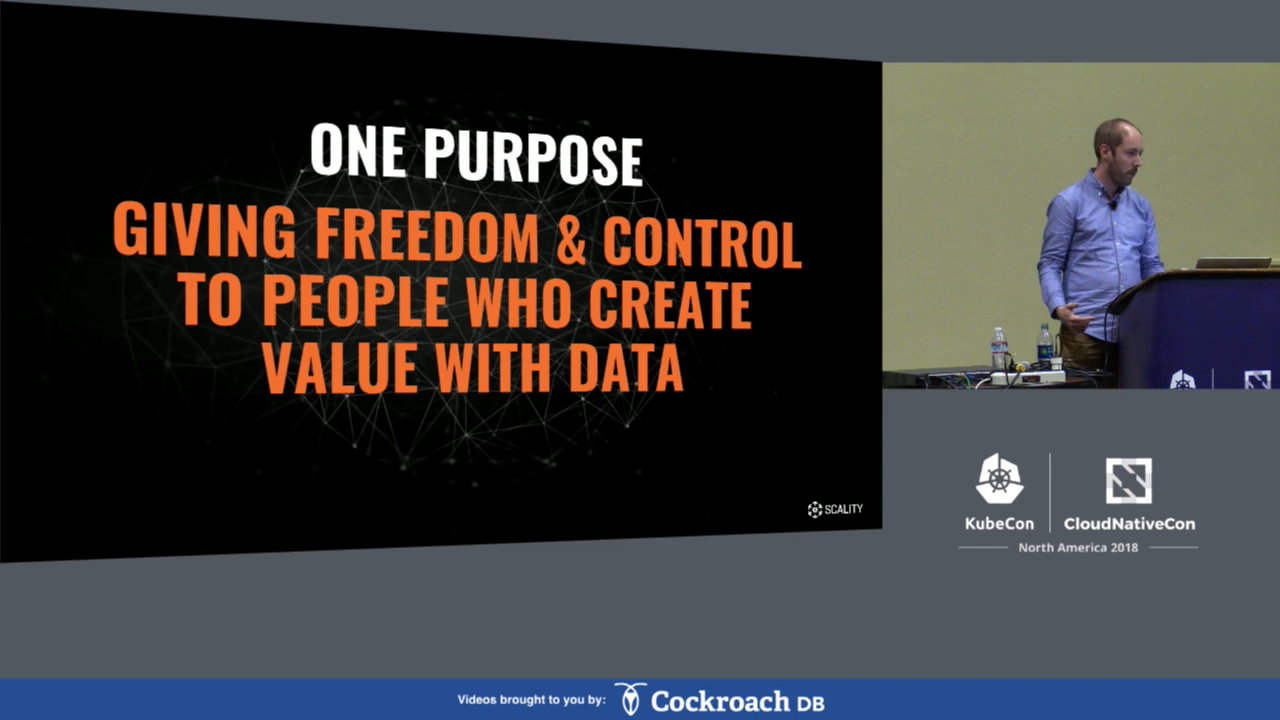 ONE PURPOSE
GIVING FREEDOM & CONTROL
TO PEOPLE WHO CREATE
VALUE WITH DATA
SCALITY
KubeCon
CloudNativeCon
North America 2018
Videos brought to you by:
Cockroach DB